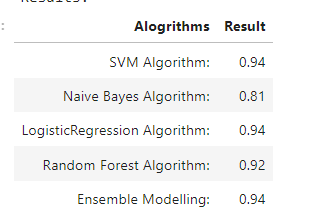 Results:
Alogrithms Result
SVM Algorithm: 0.94
Naive Bayes Algorithm: 0.81
LogisticRegression Algorithm: 0.94
Random Forest Algorithm: 0.92
Ensemble Modelling: 0.94